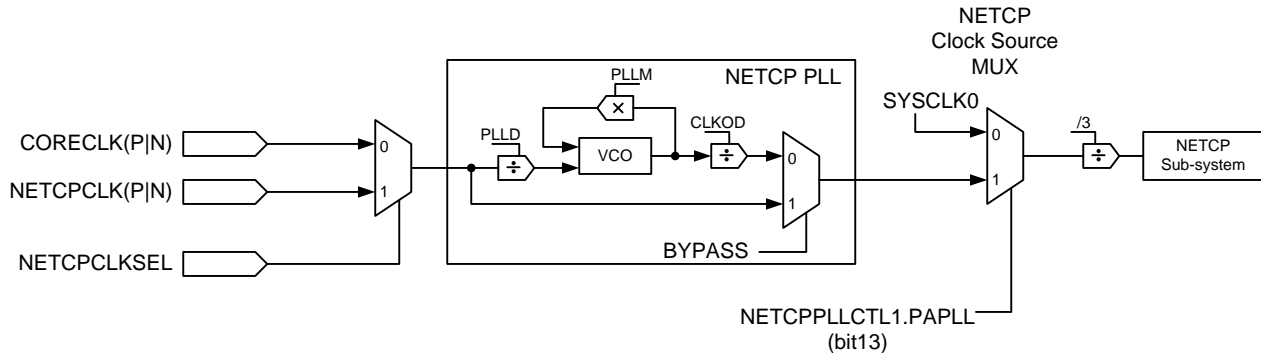 NETCP
Clock Source
MUX
NETCP PLL
PLLM
×
SYSCLK0
CORECLK(P|N)
0
PLLD
÷
VCO
CLKOD
÷
0
0
/3
÷
NETCP
Sub-system
NETCPCLK(P|N)
1
1
1
NETCPCLKSEL
BYPASS
NETCPPLLCTL1.PAPLL
(bit13)